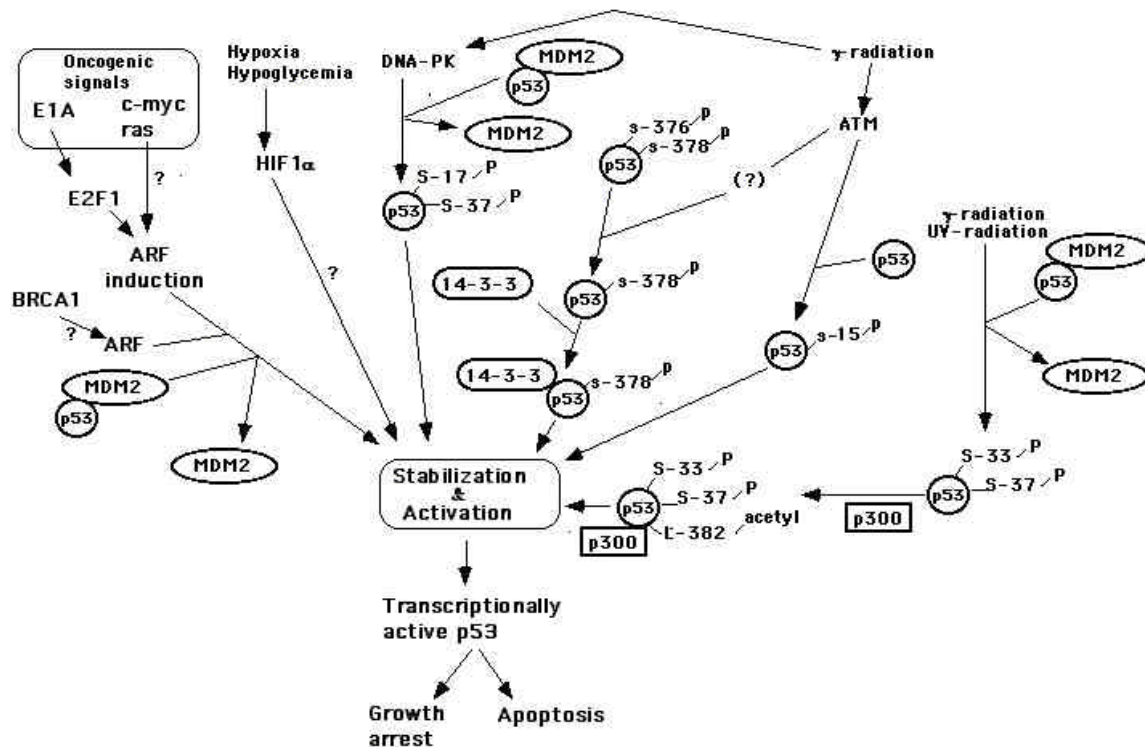 Oncogenic
signals
E1A
c-myc
ras
?
E2F1
ARF
induction
BRCA1
?
ARF
MDM2
p53
MDM2
Hypoxia
Hypoglycemia
HIF1α
?
DNA-PK
MDM2
p53
MDM2
p53
S-17 P
S-37 P
p53
s-376 p
s-378 p
(?)
14-3-3
p53
s-378 p
14-3-3
p53
s-378 p
γ-radiation
ATM
p53
p53
s-15 p
γ-radiation
UV-radiation
MDM2
p53
MDM2
p53
S-33 P
S-37 P
p300
p53
S-33 P
S-37 P
-382 acetyl
p300
Stabilization
&
Activation
Transcriptionally
active p53
Growth
arrest
Apoptosis